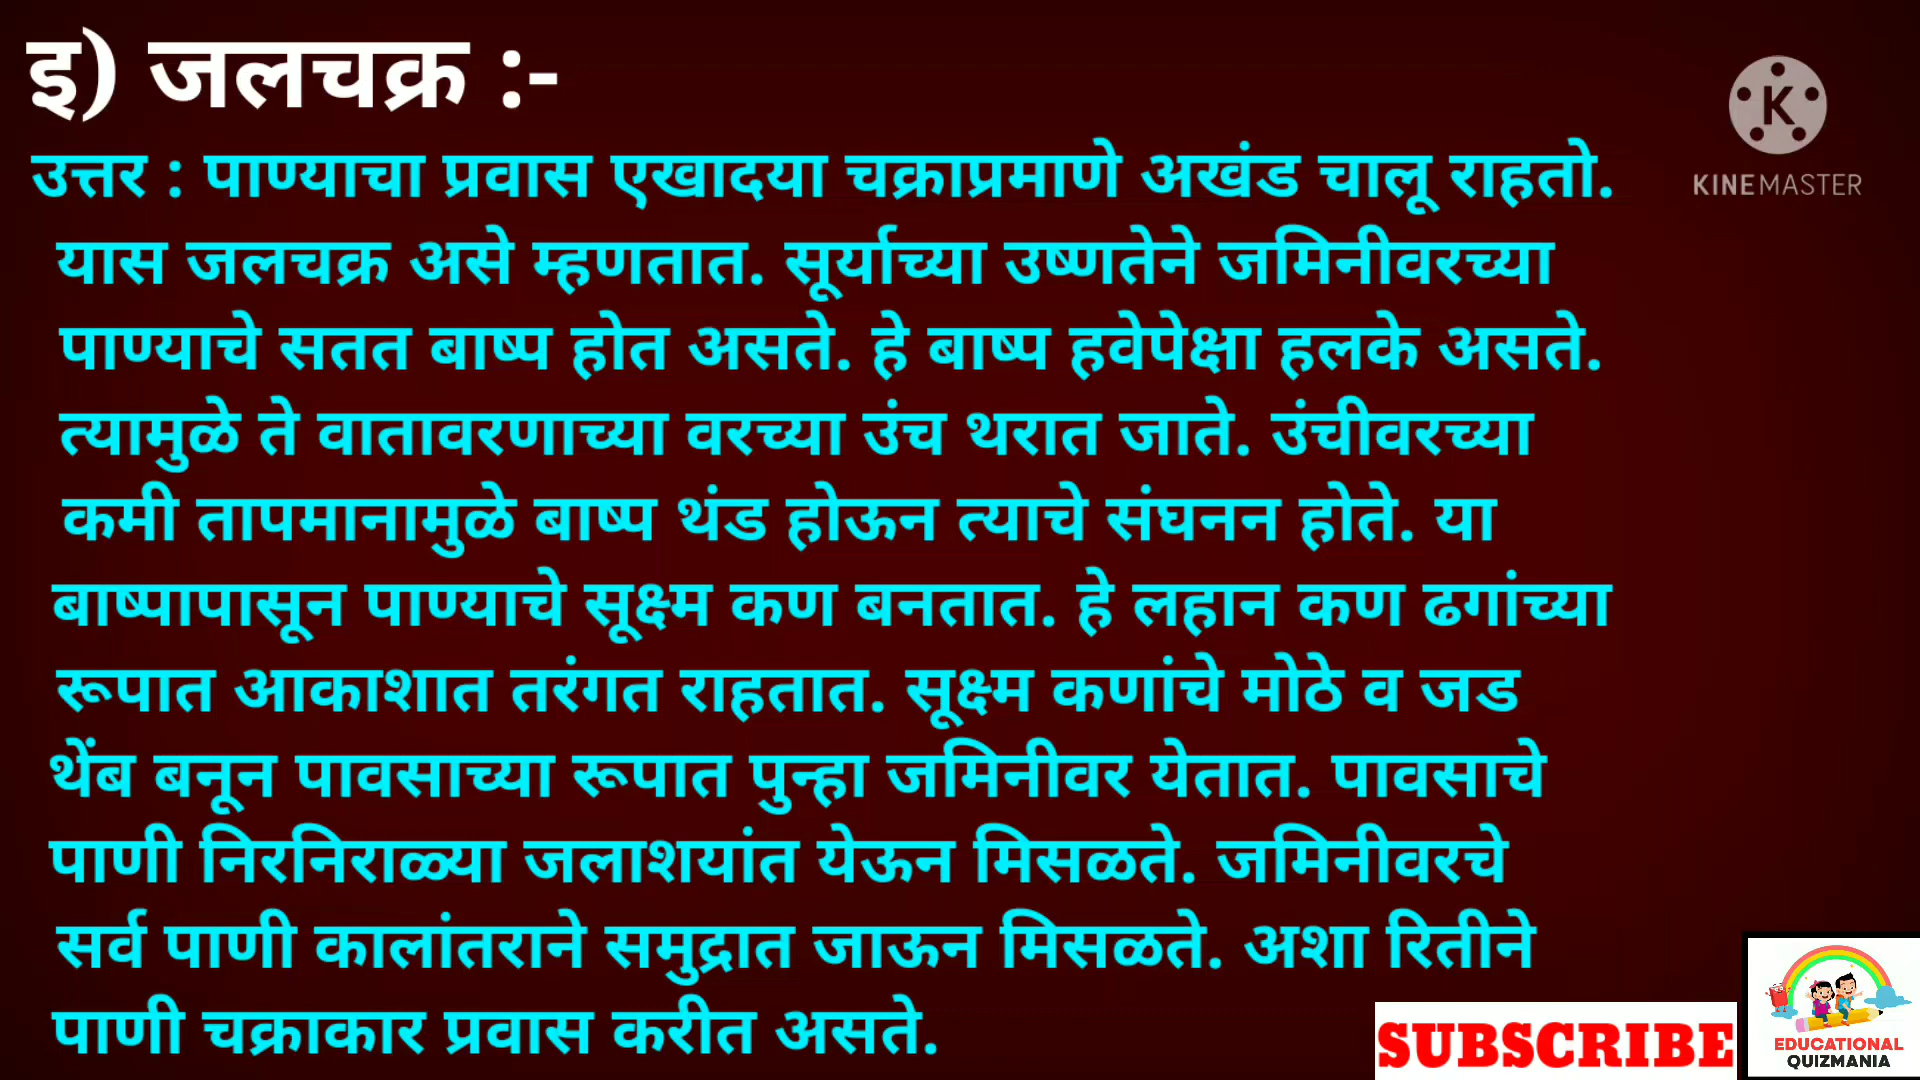 इ) जलचक्र :-
उत्तर : पाण्याचा प्रवास एखादया चक्राप्रमाणे अखंड चालू राहतो.
यास जलचक्र असे म्हणतात. सूर्याच्या उष्णतेने जमिनीवरच्या
पाण्याचे सतत बाष्प होत असते. हे बाष्प हवेपेक्षा हलके असते.
त्यामुळे ते वातावरणाच्या वरच्या उंच थरात जाते. उंचीवरच्या
कमी तापमानामुळे बाष्प थंड होऊन त्याचे संघनन होते. या
बाष्पापासून पाण्याचे सूक्ष्म कण बनतात. हे लहान कण ढगांच्या
रूपात आकाशात तरंगत राहतात. सूक्ष्म कणांचे मोठे व जड
थेंब बनून पावसाच्या रूपात पुन्हा जमिनीवर येतात. पावसाचे
पाणी निरनिराळ्या जलाशयांत येऊन मिसळते. जमिनीवरचे
सर्व पाणी कालांतराने समुद्रात जाऊन मिसळते. अशा रितीने
पाणी चक्राकार प्रवास करीत असते.
K
KINEMASTER
SUBSCRIBE
EDUCATIONAL
QUIZMANIA